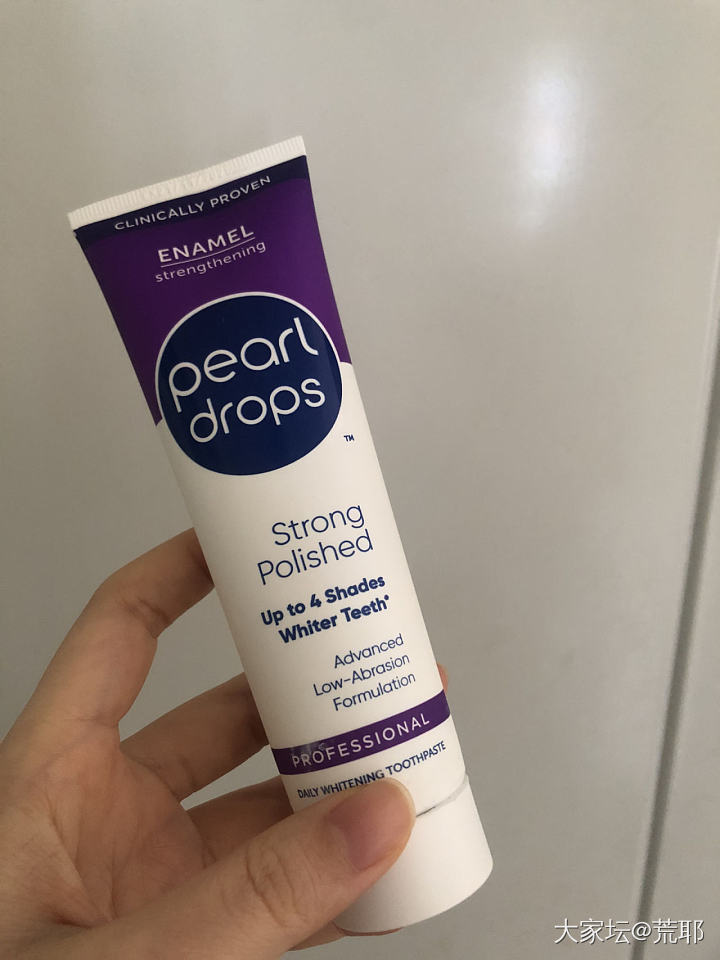 CLINICALLY PROVEN
ENAMEL
strengthening
pearl
drops
™
Strong
Polished
Up to 4 Shades
Whiter Teeth*
Advanced
Low-Abrasion
Formulation
PROFESSIONAL
DAILY WHITENING TOOTHPASTE
大家坛@荒耶